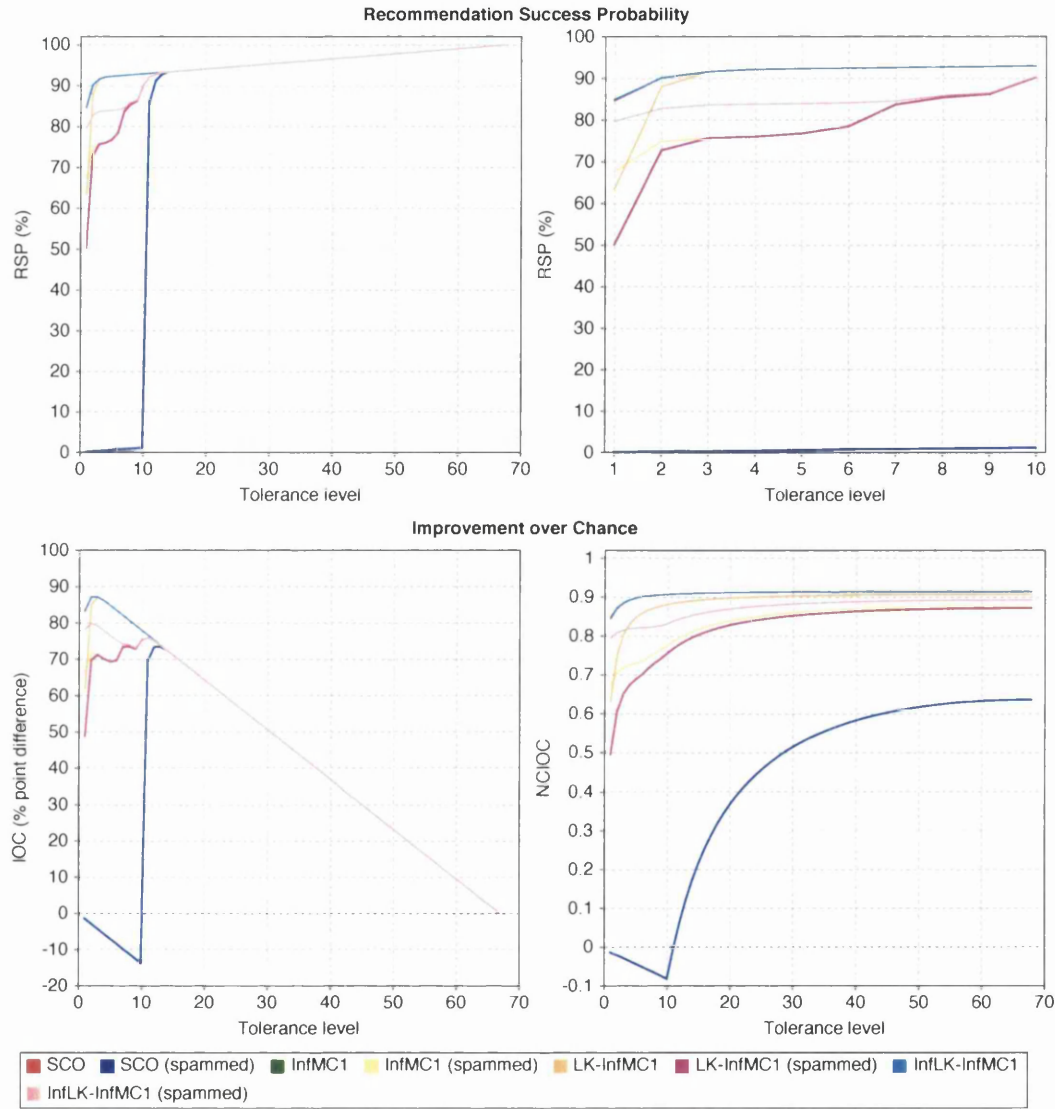 Recommendation Success Probability
100
90
80
70
60
50
40
30
20
10
0
RSP (%)
0 10 20 30 40 50 60 70
Tolerance level
100
90
80
70
60
50
40
30
20
10
0
RSP (%)
1 2 3 4 5 6 7 8 9 10
Tolerance level
Improvement over Chance
100
90
80
70
60
50
40
30
20
10
0
-10
-20
IOC (% point difference)
0 10 20 30 40 50 60 70
Tolerance level
1
0.9
0.8
0.7
0.6
0.5
0.4
0.3
0.2
0.1
0
-0.1
NCIOC
0 10 20 30 40 50 60 70
Tolerance level
SCO SCO (spammed) InfMC1 InfMC1 (spammed) LK-InfMC1 LK-InfMC1 (spammed) InfLK-InfMC1
InfLK-InfMC1 (spammed)